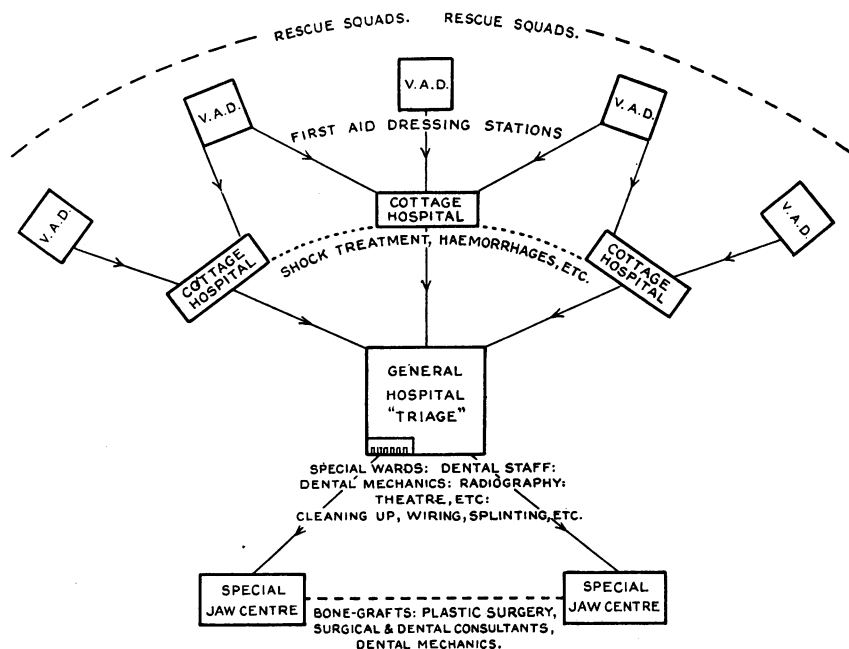 RESCUE SQUADS. RESCUE SQUADS.
V.A.D.
V.A.D.
V.A.D.
FIRST AID DRESSING STATIONS
V.A.D.
V.A.D.
COTTAGE
HOSPITAL
COTTAGE
HOSPITAL
SHOCK TREATMENT, HAEMORRHAGES, ETC.
COTTAGE
HOSPITAL
GENERAL
HOSPITAL
"TRIAGE"
SPECIAL WARDS: DENTAL STAFF:
DENTAL MECHANICS: RADIOGRAPHY:
THEATRE, ETC:
CLEANING UP, WIRING, SPLINTING, ETC.
SPECIAL
JAW CENTRE
SPECIAL
JAW CENTRE
BONE-GRAFTS: PLASTIC SURGERY,
SURGICAL & DENTAL CONSULTANTS,
DENTAL MECHANICS.